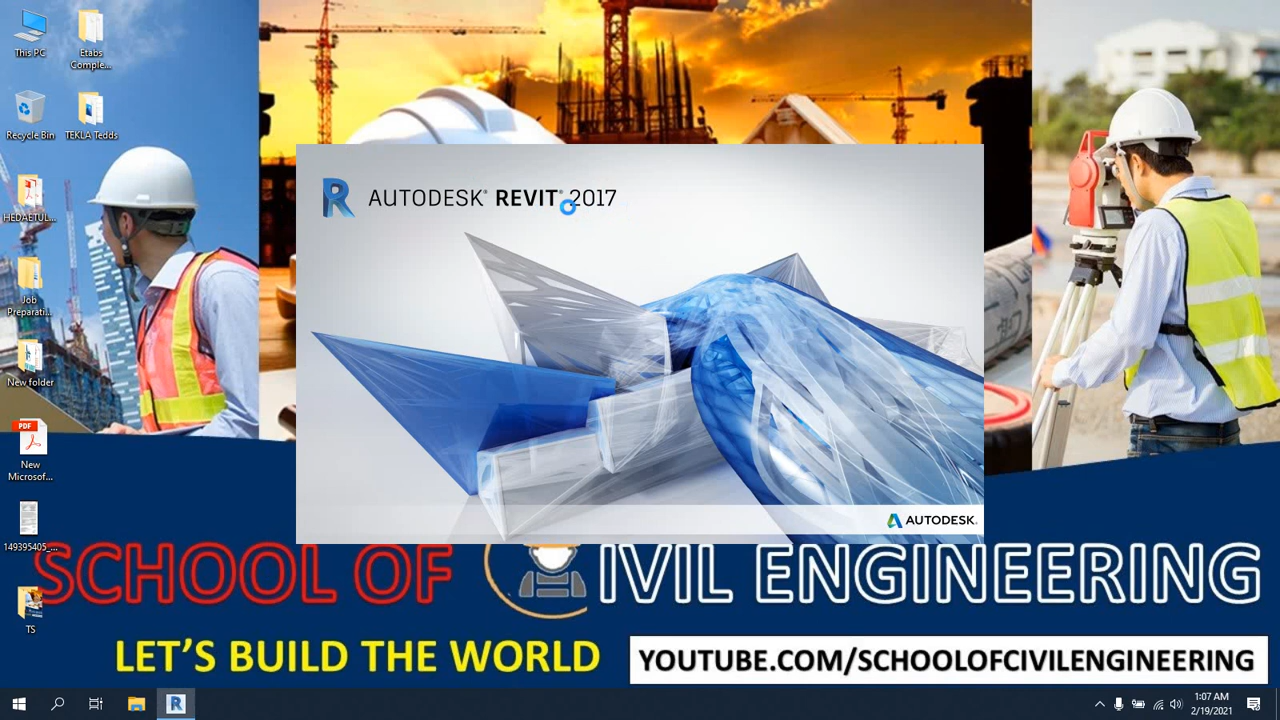 This PC
Etabs
Comple...
Recycle Bin
TEKLA Tedds
HEDAETUL...
Job
Preparati...
New folder
PDF
New
Microsof...
149395405_...
TS
AUTODESK® REVIT® 2017
AUTODESK.
SCHOOL OF CIVIL ENGINEERING
LET'S BUILD THE WORLD
YOUTUBE.COM/SCHOOLOFCIVILENGINEERING
1:07 AM
2/19/2021